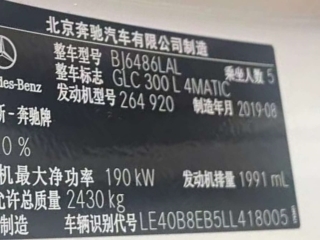 北京奔驰汽车有限公司制造
整车型号 BJ6486LAL 乘坐人数 5
整车标志 GLC 300 L 4MATIC
发动机型号 264 920 制造年月 2019-08
des-Benz
斯-奔驰牌
0 %
机最大净功率 190 kW 发动机排量 1991 mL
允许总质量 2430 kg
制造 车辆识别代号 LE40B8EB5LL418005